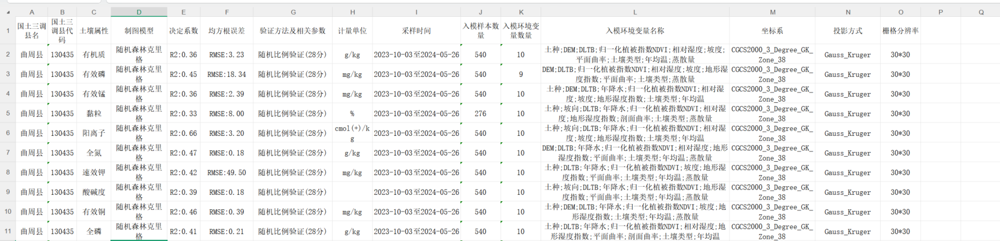 A B C D E F G H I J K L M N O P Q
1 国土三调县名 国土三调县代码 土壤属性 制图模型 决定系数 均方根误差 验证方法及相关参数 计量单位 采样时间 入模样本数量 入模环境变量数量 入模环境变量名称 坐标系 投影方式 栅格分辨率
2 曲周县 130435 有机质 随机森林克里格 R2:0.36 RMSE:3.23 随机比例验证(28分) g/kg 2023-10-03至2024-05-26 540 10 土种;DEM;DLTB;归一化植被指数NDVI;相对湿度;坡度;平面曲率;土壤类型;年均温;蒸散量 CGCS2000_3_Degree_GK_Zone_38 Gauss_Kruger 30*30
3 曲周县 130435 有效磷 随机森林克里格 R2:0.45 RMSE:18.34 随机比例验证(28分) mg/kg 2023-10-03至2024-05-26 540 9 DEM;DLTB;归一化植被指数NDVI;相对湿度;坡度;地形湿度指数;平面曲率;土壤类型;蒸散量 CGCS2000_3_Degree_GK_Zone_38 Gauss_Kruger 30*30
4 曲周县 130435 有效锰 随机森林克里格 R2:0.36 RMSE:2.39 随机比例验证(28分) mg/kg 2023-10-03至2024-05-26 540 10 土种;DEM;DLTB;年降水;归一化植被指数NDVI;相对湿度;坡度;地形湿度指数;土壤类型;年均温 CGCS2000_3_Degree_GK_Zone_38 Gauss_Kruger 30*30
5 曲周县 130435 黏粒 随机森林克里格 R2:0.33 RMSE:8.00 随机比例验证(28分) % 2023-10-03至2024-05-26 276 10 土种;坡向;DLTB;年降水;归一化植被指数NDVI;相对湿度;地形湿度指数;剖面曲率;土壤类型;蒸散量 CGCS2000_3_Degree_GK_Zone_38 Gauss_Kruger 30*30
6 曲周县 130435 阳离子 随机森林克里格 R2:0.66 RMSE:3.20 随机比例验证(28分) cmol(+)/kg 2023-10-03至2024-05-26 540 10 土种;坡向;DLTB;年降水;归一化植被指数NDVI;相对湿度;坡度;地形湿度指数;土壤类型;年均温 CGCS2000_3_Degree_GK_Zone_38 Gauss_Kruger 30*30
7 曲周县 130435 全氮 随机森林克里格 R2:0.47 RMSE:0.18 随机比例验证(28分) g/kg 2023-10-03至2024-05-26 540 10 DEM;DLTB;年降水;归一化植被指数NDVI;相对湿度;地形湿度指数;平面曲率;土壤类型;年均温;蒸散量 CGCS2000_3_Degree_GK_Zone_38 Gauss_Kruger 30*30
8 曲周县 130435 速效钾 随机森林克里格 R2:0.42 RMSE:49.50 随机比例验证(28分) mg/kg 2023-10-03至2024-05-26 540 10 土种;DLTB;年降水;归一化植被指数NDVI;坡度;地形湿度指数;平面曲率;土壤类型;年均温;蒸散量 CGCS2000_3_Degree_GK_Zone_38 Gauss_Kruger 30*30
9 曲周县 130435 酸碱度 随机森林克里格 R2:0.39 RMSE:0.18 随机比例验证(28分) 2023-10-03至2024-05-26 540 10 土种;坡向;DLTB;年降水;归一化植被指数NDVI;地形湿度指数;平面曲率;土壤类型;年均温;蒸散量 CGCS2000_3_Degree_GK_Zone_38 Gauss_Kruger 30*30
10 曲周县 130435 有效铜 随机森林克里格 R2:0.46 RMSE:0.39 随机比例验证(28分) mg/kg 2023-10-03至2024-05-26 540 10 土种;DEM;DLTB;年降水;归一化植被指数NDVI;坡度;地形湿度指数;土壤类型;年均温;蒸散量 CGCS2000_3_Degree_GK_Zone_38 Gauss_Kruger 30*30
11 曲周县 130435 全磷 随机森林克里格 R2:0.41 RMSE:0.21 随机比例验证(28分) g/kg 2023-10-03至2024-05-26 540 10 土种;DLTB;年降水;归一化植被指数NDVI;相对湿度;地形湿度指数;平面曲率;剖面曲率;土壤类型;年均温 CGCS2000_3_Degree_GK_Zone_38 Gauss_Kruger 30*30